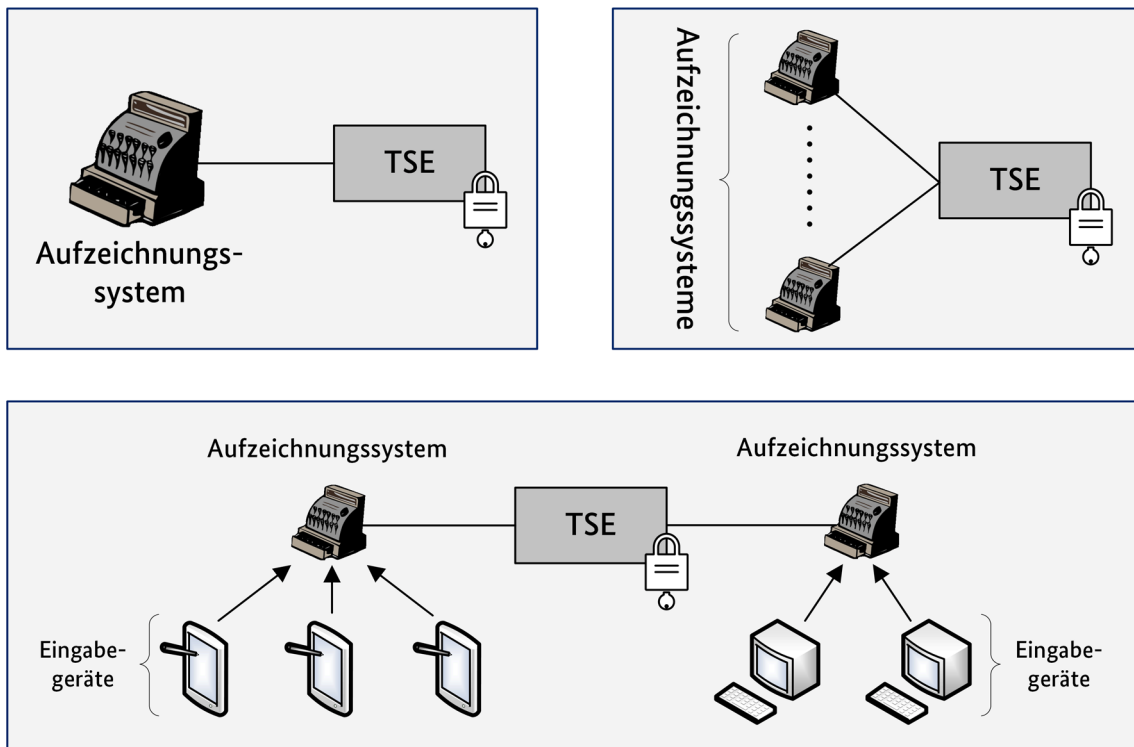 TSE
Aufzeichnungs-
system
Aufzeichnungssysteme
TSE
Aufzeichnungssystem
Aufzeichnungssystem
TSE
Eingabe-
geräte
Eingabe-
geräte